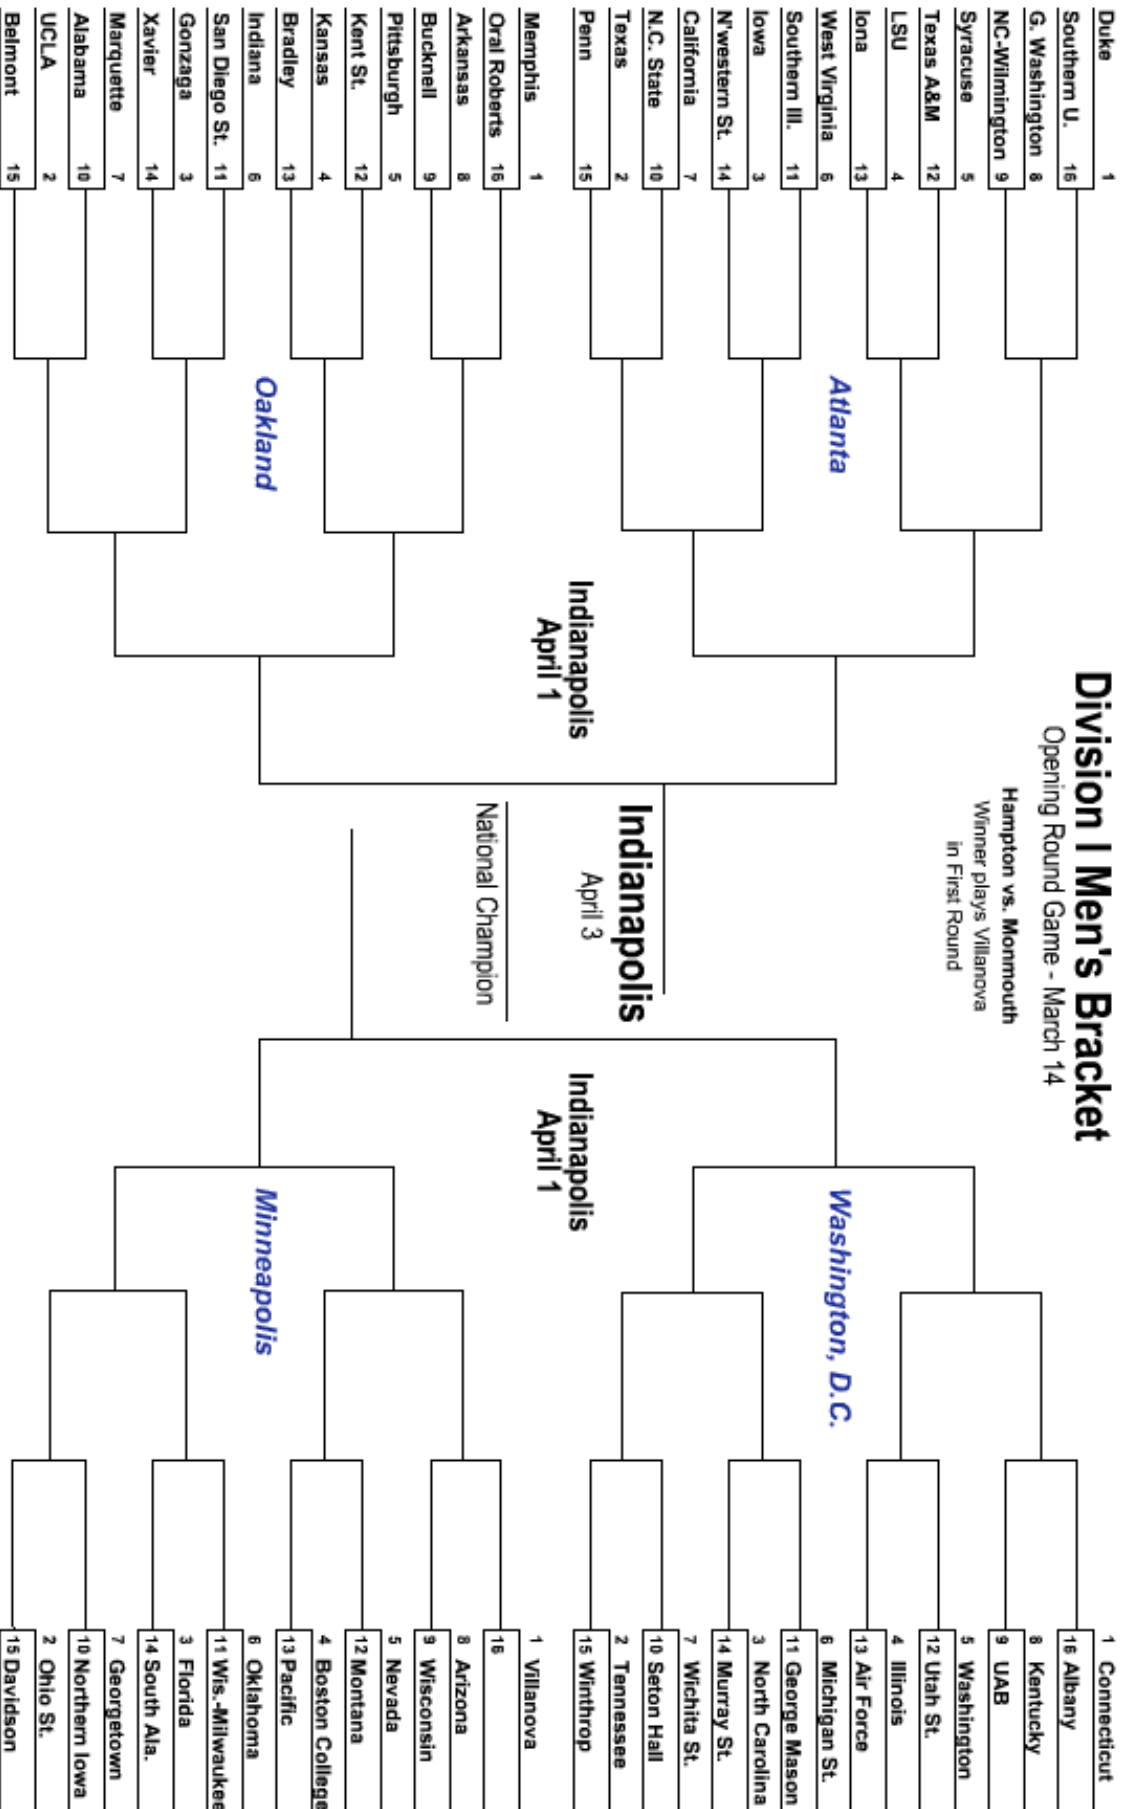 Division I Men's Bracket
Opening Round Game - March 14
Hampton vs. Monmouth
Winner plays Villanova
in First Round
Duke 1
Southern U. 16
G. Washington 8
NC-Wilmington 9
Syracuse 5
Texas A&M 12
LSU 4
Iona 13
West Virginia 6
Southern Ill. 11
Iowa 3
N'western St. 14
California 7
N.C. State 10
Texas 2
Penn 15
Atlanta
Memphis 1
Oral Roberts 16
Arkansas 8
Bucknell 9
Pittsburgh 5
Kent St. 12
Kansas 4
Bradley 13
Indiana 6
San Diego St. 11
Gonzaga 3
Xavier 14
Marquette 7
Alabama 10
UCLA 2
Belmont 15
Oakland
Indianapolis
April 1
Indianapolis
April 3
National Champion
Indianapolis
April 1
Washington, D.C.
1 Connecticut
16 Albany
8 Kentucky
9 UAB
5 Washington
12 Utah St.
4 Illinois
13 Air Force
6 Michigan St.
11 George Mason
3 North Carolina
14 Murray St.
7 Wichita St.
10 Seton Hall
2 Tennessee
15 Winthrop
Minneapolis
1 Villanova
16
8 Arizona
9 Wisconsin
5 Nevada
12 Montana
4 Boston College
13 Pacific
6 Oklahoma
11 Wis.-Milwaukee
3 Florida
14 South Ala.
7 Georgetown
10 Northern Iowa
2 Ohio St.
15 Davidson